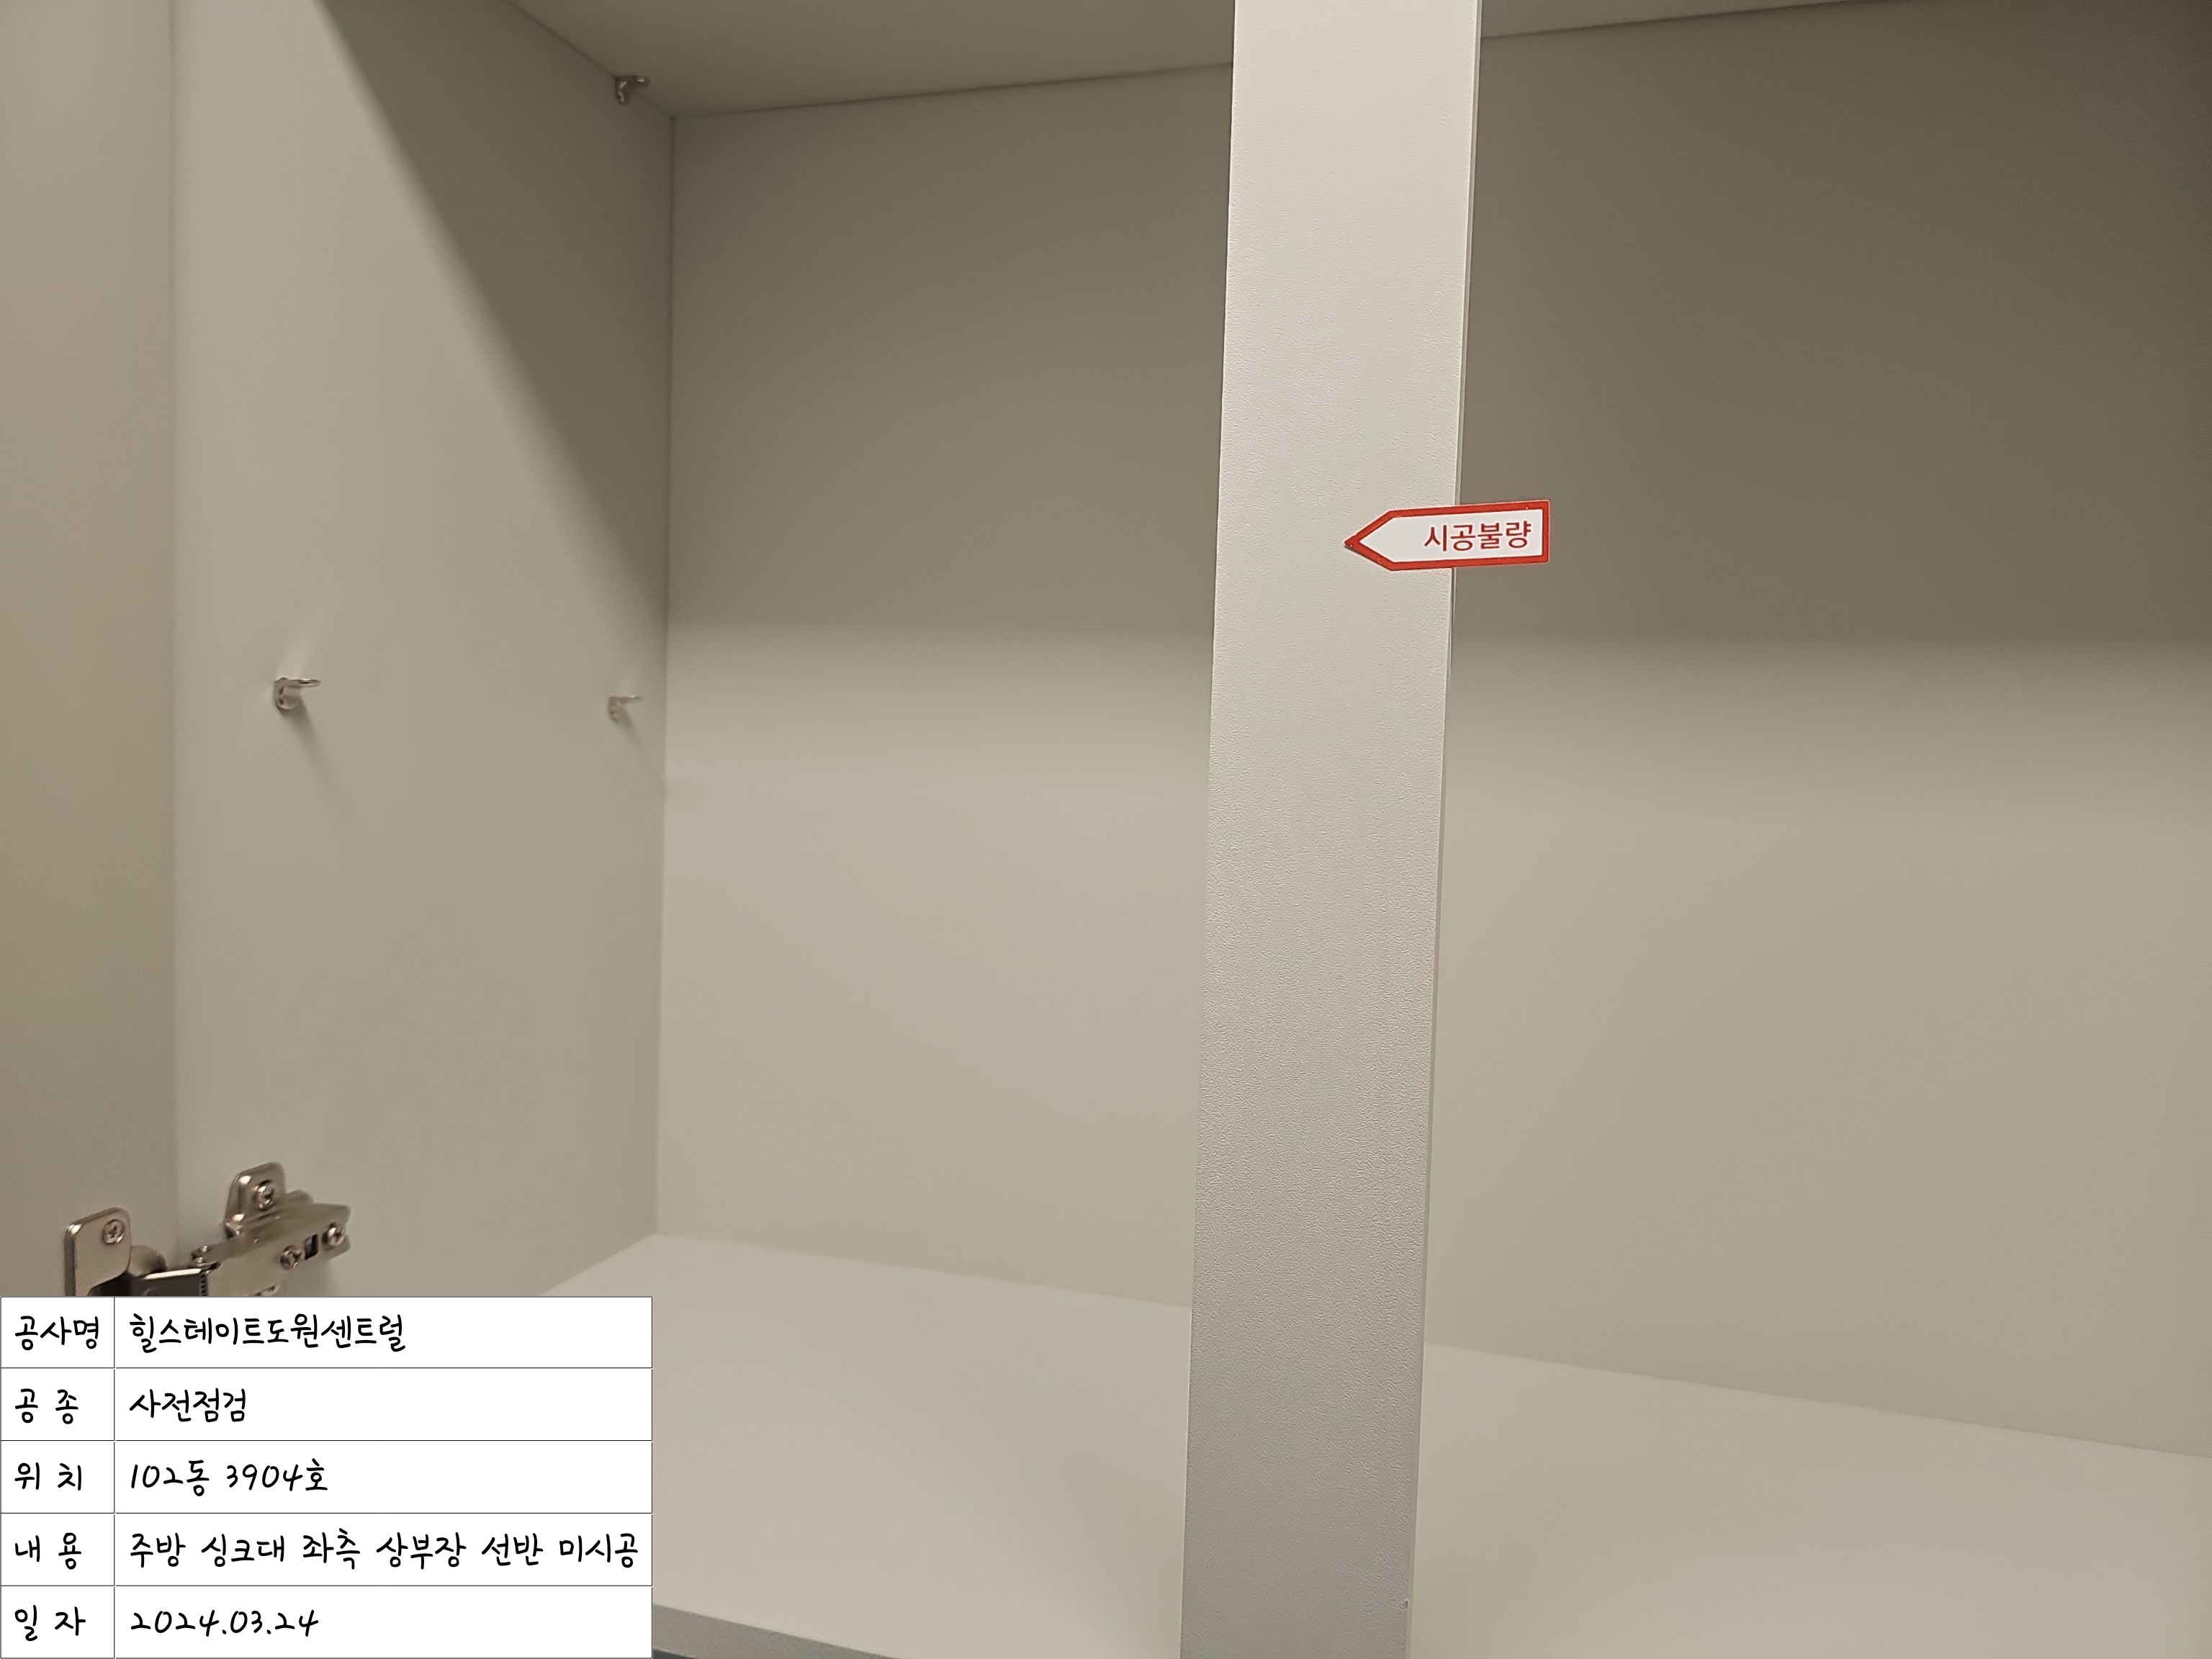 시공불량
공사명 힐스테이트도원센트럴
공 종 사전점검
위 치 102동 3904호
내 용 주방 싱크대 좌측 상부장 선반 미시공
일 자 2024.03.24